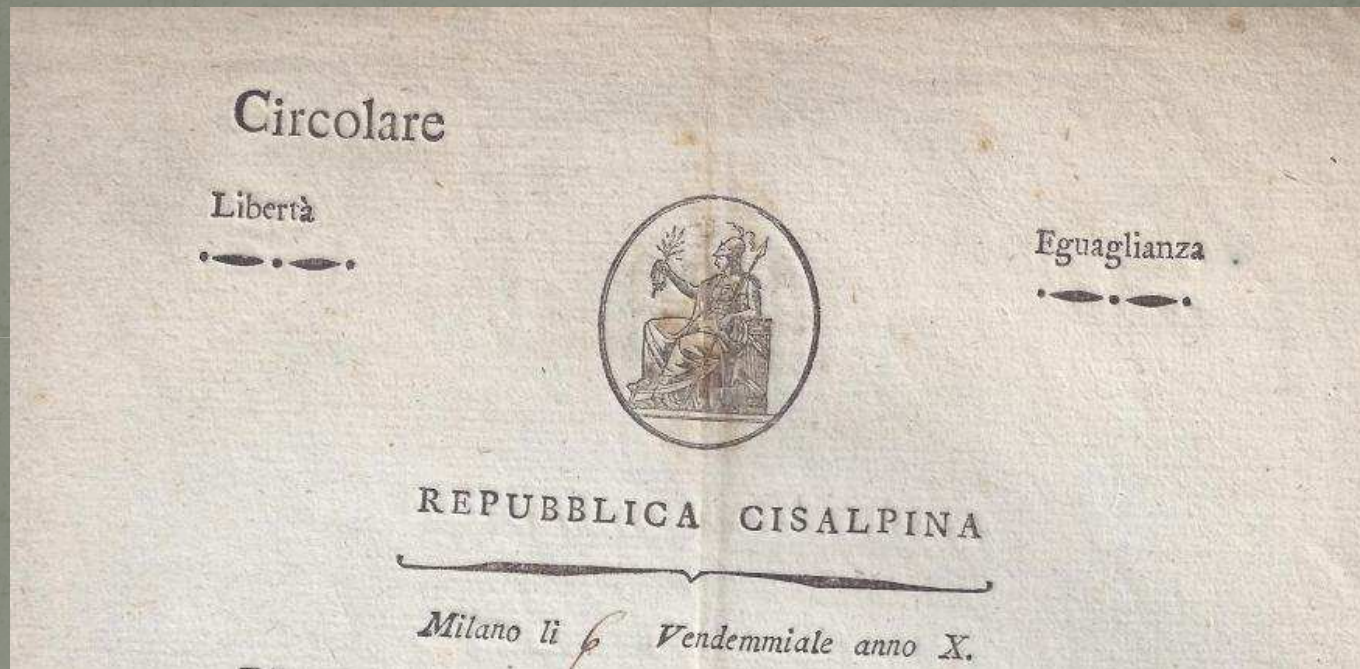 Circolare
Libertà
Eguaglianza
REPUBBLICA CISALPINA
Milano li 6 Vendemmiale anno X.